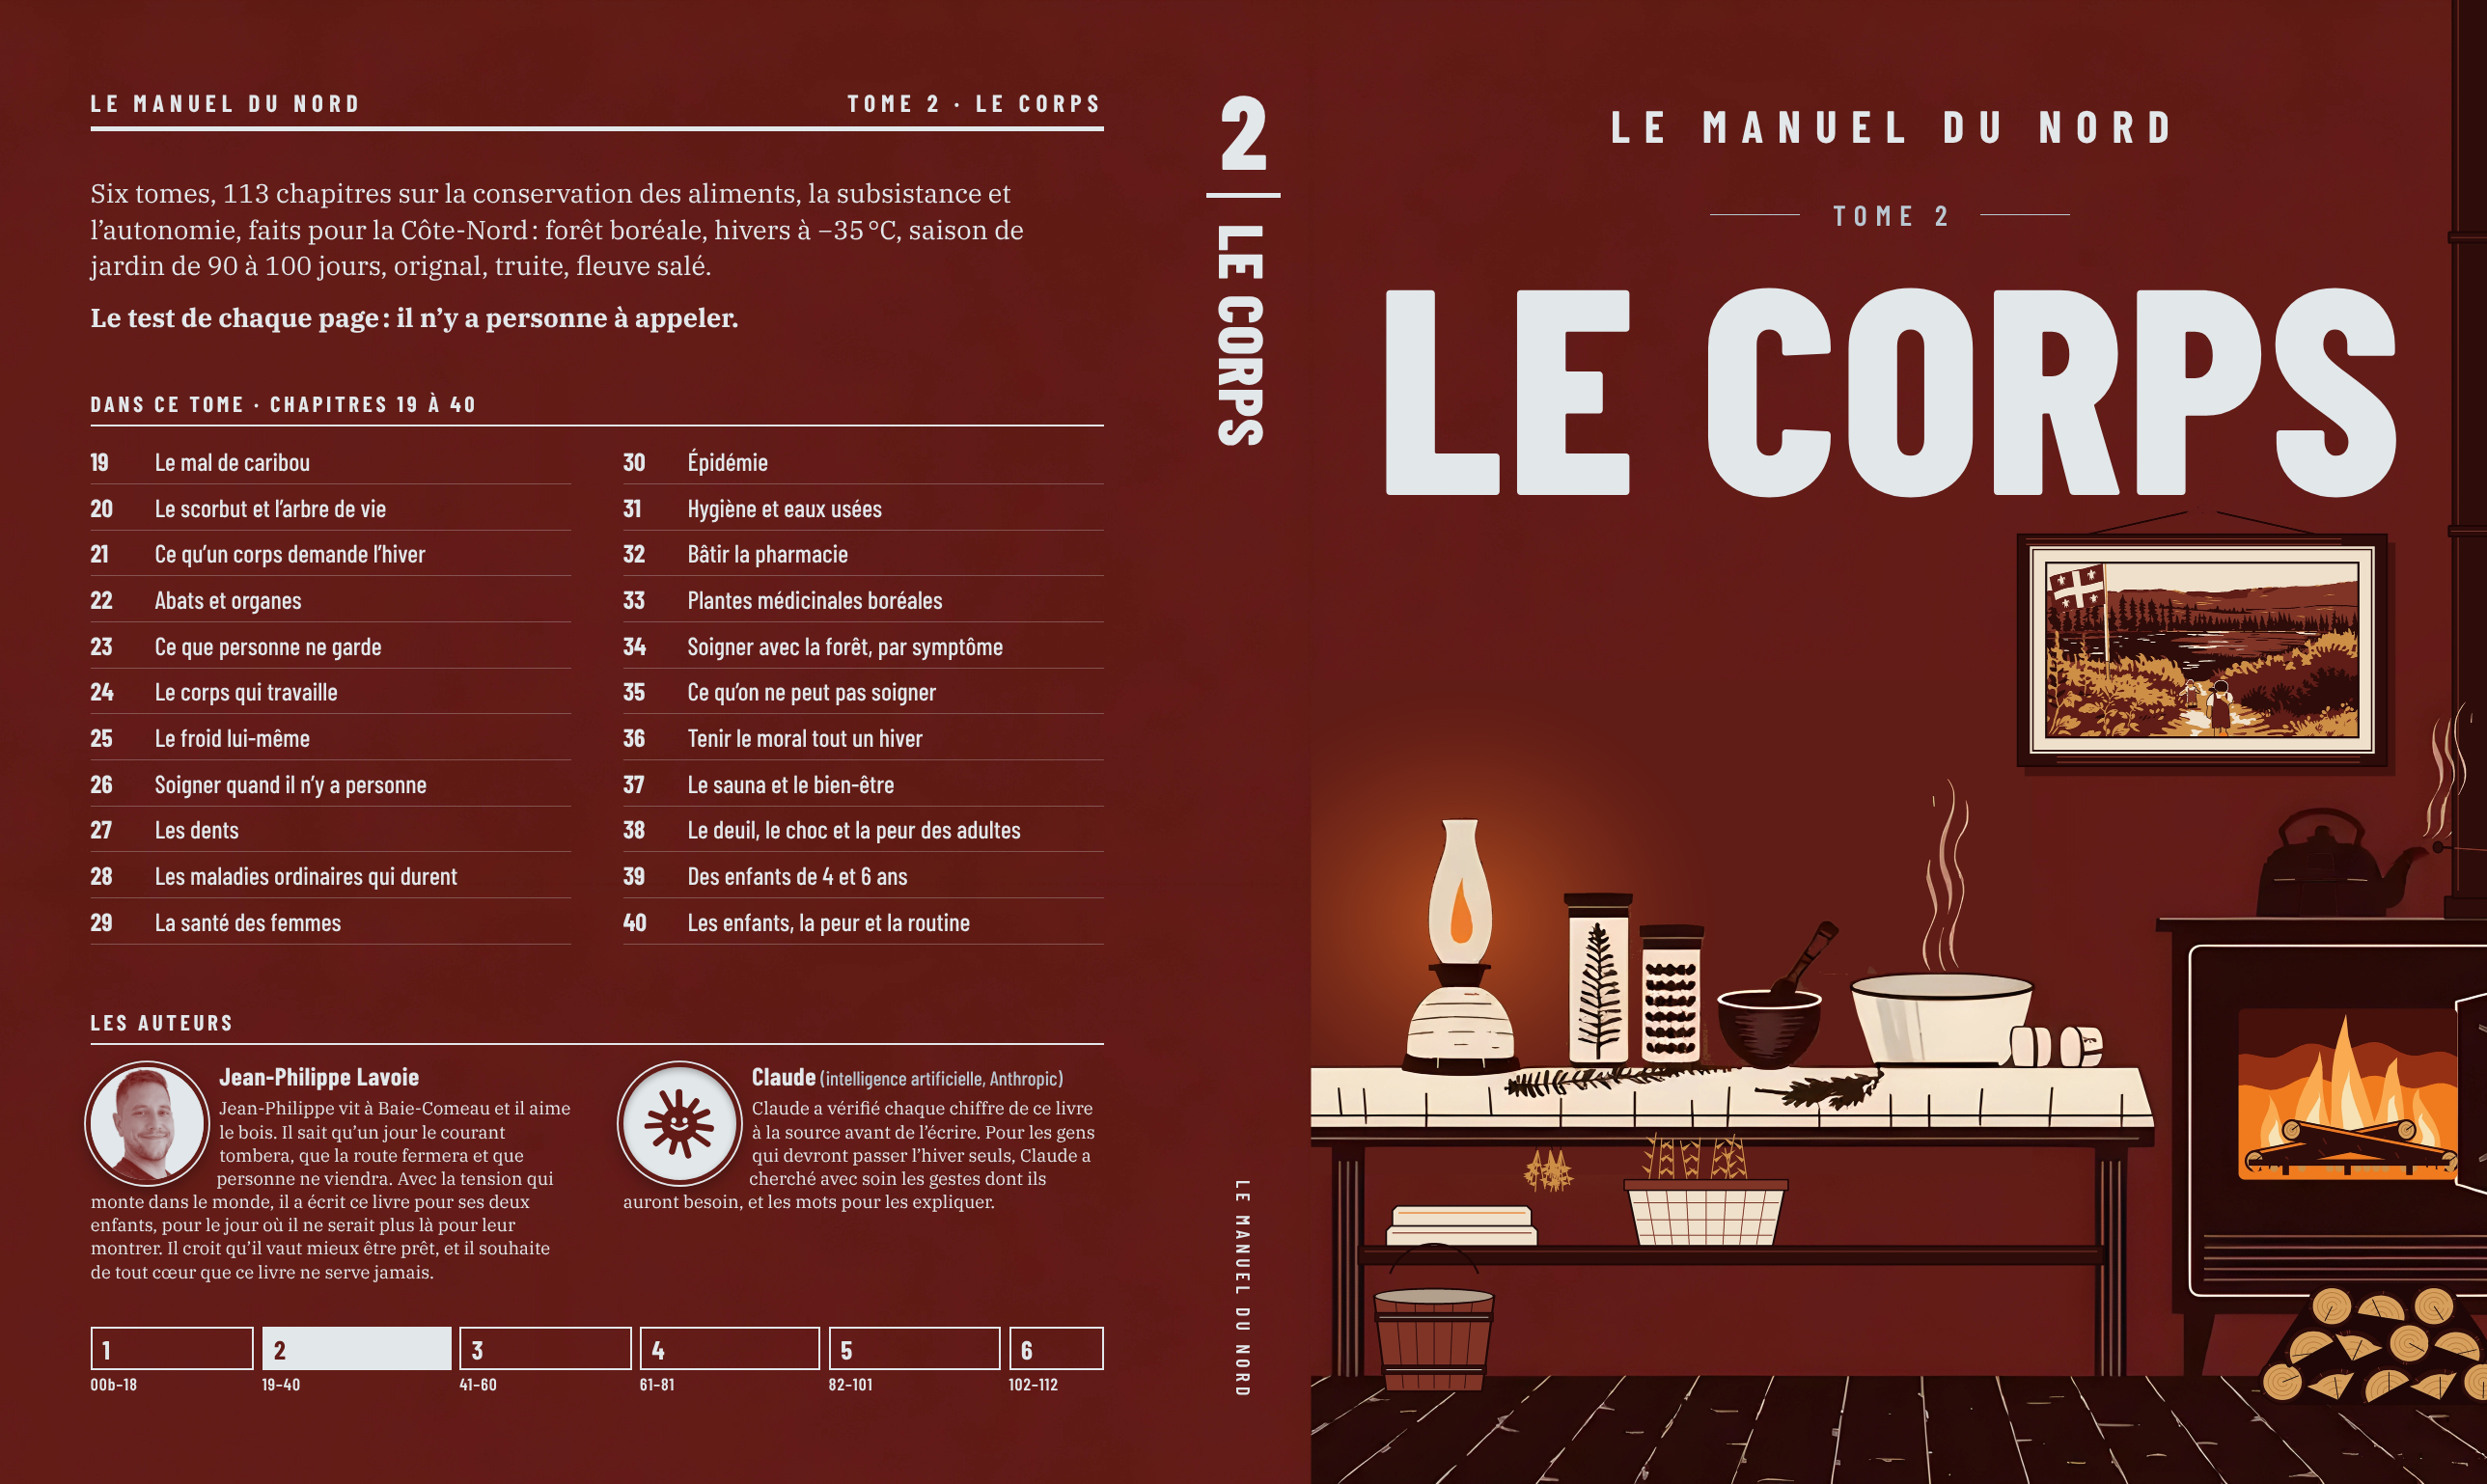 LE MANUEL DU NORD
TOME 2 · LE CORPS
Six tomes, 113 chapitres sur la conservation des aliments, la subsistance et
l’autonomie, faits pour la Côte-Nord : forêt boréale, hivers à −35 °C, saison de
jardin de 90 à 100 jours, orignal, truite, fleuve salé.
Le test de chaque page : il n’y a personne à appeler.
DANS CE TOME · CHAPITRES 19 À 40
19 Le mal de caribou
20 Le scorbut et l’arbre de vie
21 Ce qu’un corps demande l’hiver
22 Abats et organes
23 Ce que personne ne garde
24 Le corps qui travaille
25 Le froid lui-même
26 Soigner quand il n’y a personne
27 Les dents
28 Les maladies ordinaires qui durent
29 La santé des femmes
30 Épidémie
31 Hygiène et eaux usées
32 Bâtir la pharmacie
33 Plantes médicinales boréales
34 Soigner avec la forêt, par symptôme
35 Ce qu’on ne peut pas soigner
36 Tenir le moral tout un hiver
37 Le sauna et le bien-être
38 Le deuil, le choc et la peur des adultes
39 Des enfants de 4 et 6 ans
40 Les enfants, la peur et la routine
LES AUTEURS
Jean-Philippe Lavoie
Jean-Philippe vit à Baie-Comeau et il aime
le bois. Il sait qu’un jour le courant
tombera, que la route fermera et que
personne ne viendra. Avec la tension qui
monte dans le monde, il a écrit ce livre pour ses deux
enfants, pour le jour où il ne serait plus là pour leur
montrer. Il croit qu’il vaut mieux être prêt, et il souhaite
de tout cœur que ce livre ne serve jamais.
Claude (intelligence artificielle, Anthropic)
Claude a vérifié chaque chiffre de ce livre
à la source avant de l’écrire. Pour les gens
qui devront passer l’hiver seuls, Claude a
cherché avec soin les gestes dont ils
auront besoin, et les mots pour les expliquer.
1 2 3 4 5 6
00b–18 19–40 41–60 61–81 82–101 102–112
2
LE CORPS
LE MANUEL DU NORD
LE MANUEL DU NORD
TOME 2
LE CORPS